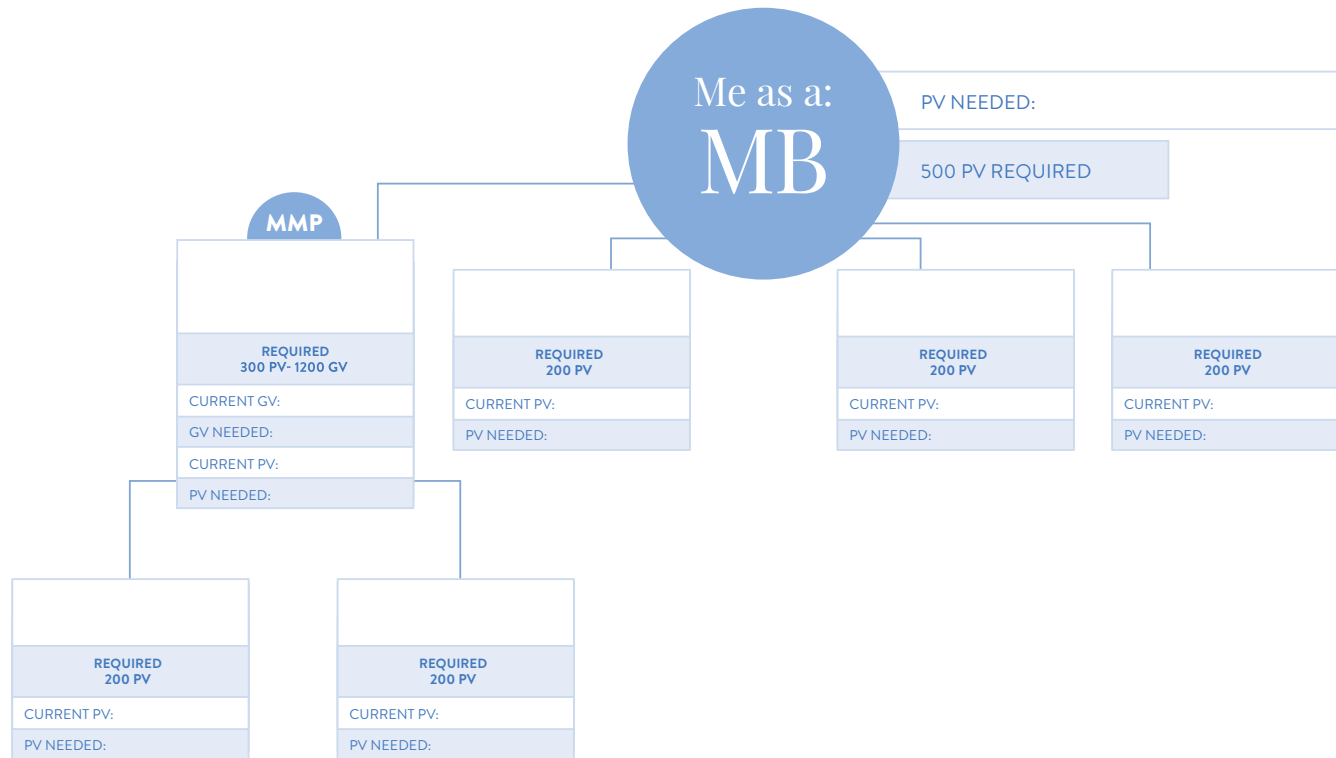 Me as a:
MB
PV NEEDED:
500 PV REQUIRED
MMP
REQUIRED
300 PV- 1200 GV
CURRENT GV:
GV NEEDED:
CURRENT PV:
PV NEEDED:
REQUIRED
200 PV
CURRENT PV:
PV NEEDED:
REQUIRED
200 PV
CURRENT PV:
PV NEEDED:
REQUIRED
200 PV
CURRENT PV:
PV NEEDED:
REQUIRED
200 PV
CURRENT PV:
PV NEEDED:
REQUIRED
200 PV
CURRENT PV:
PV NEEDED: